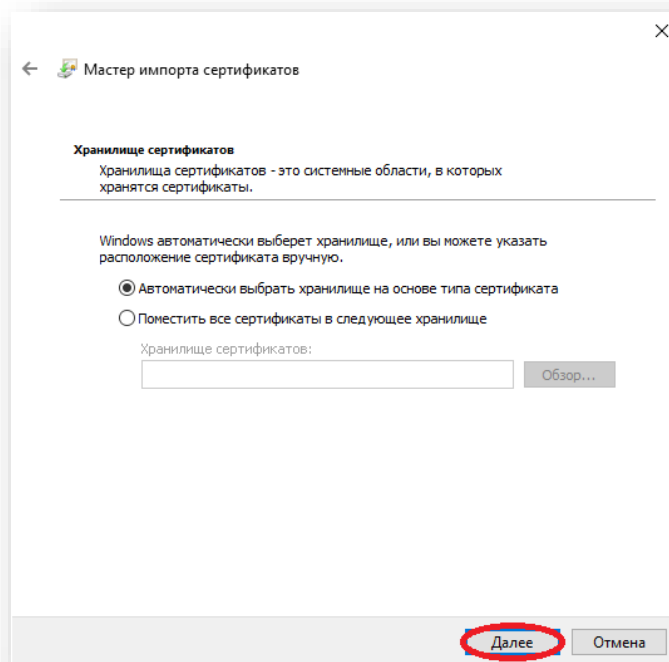 Мастер импорта сертификатов
Хранилище сертификатов
Хранилища сертификатов - это системные области, в которых
хранятся сертификаты.
Windows автоматически выберет хранилище, или вы можете указать
расположение сертификата вручную.
Автоматически выбрать хранилище на основе типа сертификата
Поместить все сертификаты в следующее хранилище
Хранилище сертификатов:
Обзор...
Далее
Отмена